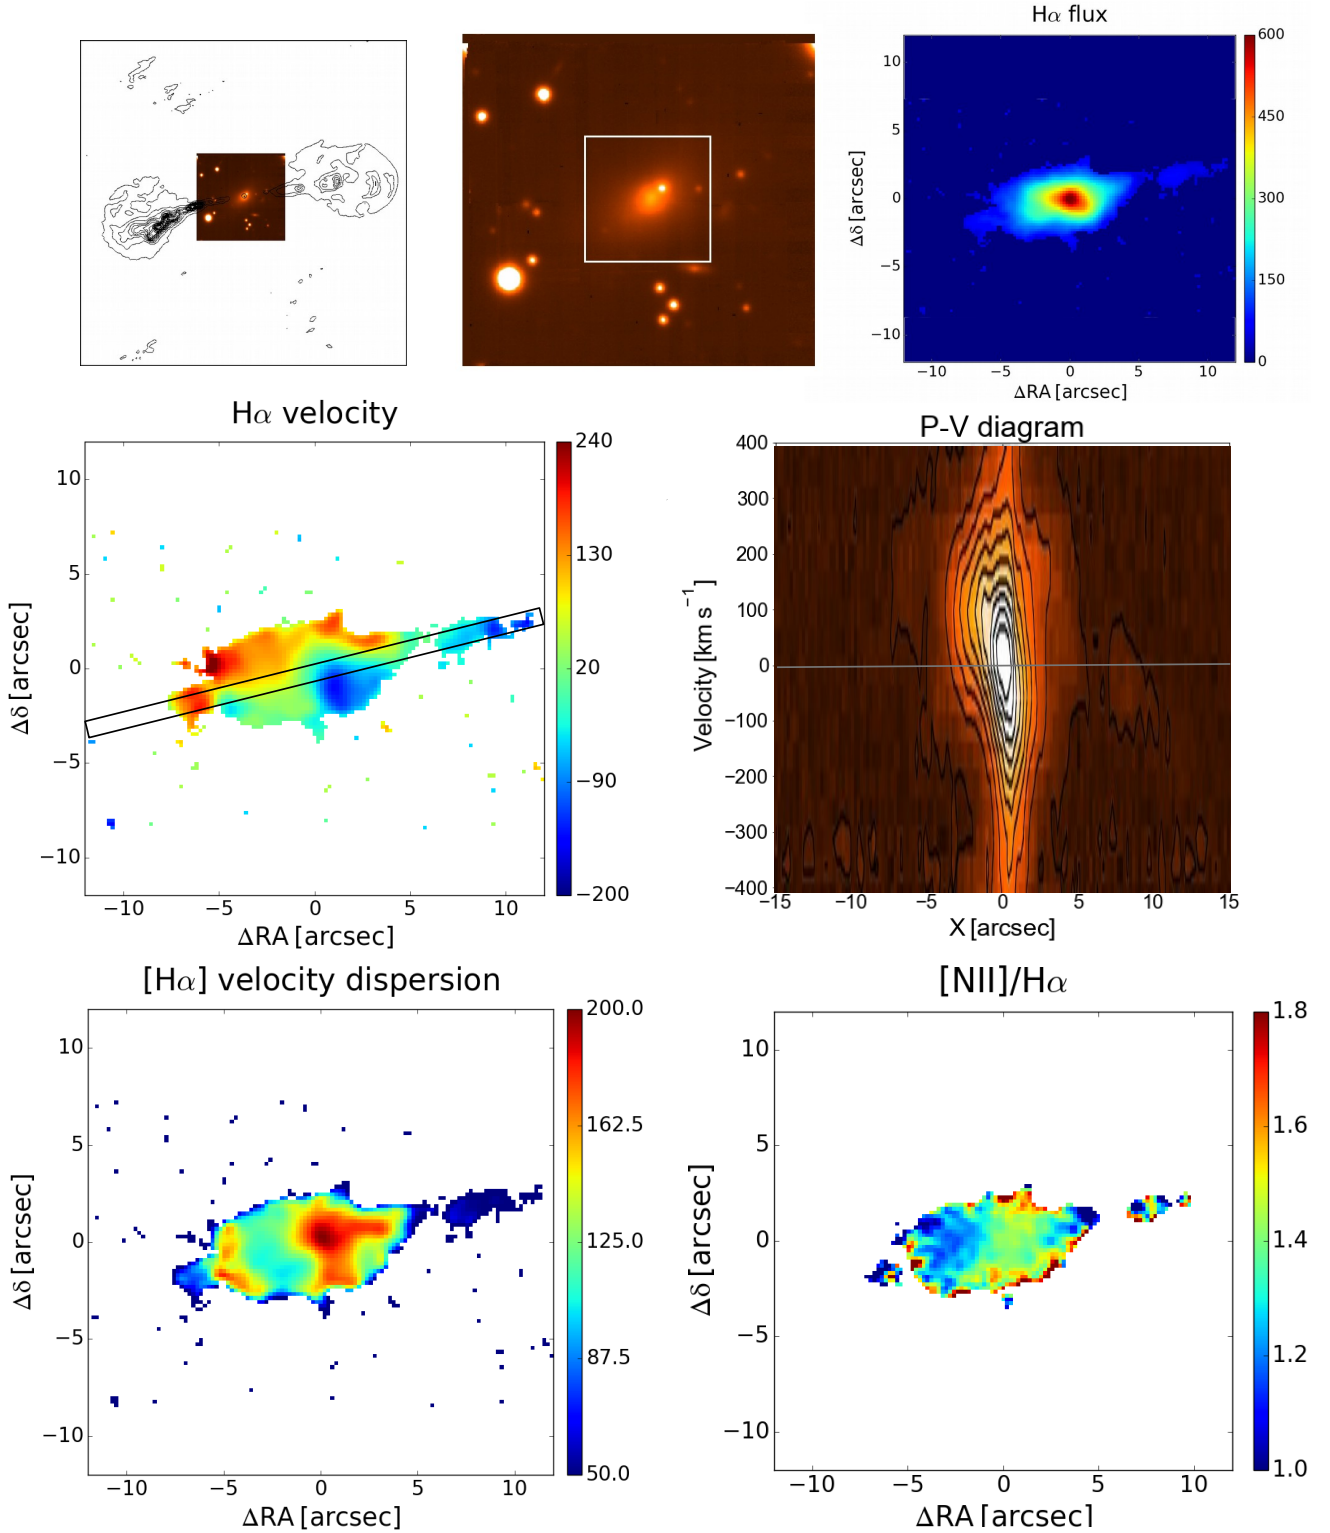 Hα flux
600
450
300
150
0
10
5
0
−5
−10
Δδ [arcsec]
−10 −5 0 5 10
ΔRA [arcsec]
Hα velocity
240
130
20
−90
−200
10
5
0
−5
−10
Δδ [arcsec]
−10 −5 0 5 10
ΔRA [arcsec]
P-V diagram
400
300
200
100
0
−100
−200
−300
−400
Velocity [km s⁻¹]
−15 −10 −5 0 5 10 15
X [arcsec]
[Hα] velocity dispersion
200.0
162.5
125.0
87.5
50.0
10
5
0
−5
−10
Δδ [arcsec]
−10 −5 0 5 10
ΔRA [arcsec]
[NII]/Hα
1.8
1.6
1.4
1.2
1.0
10
5
0
−5
−10
Δδ [arcsec]
−10 −5 0 5 10
ΔRA [arcsec]